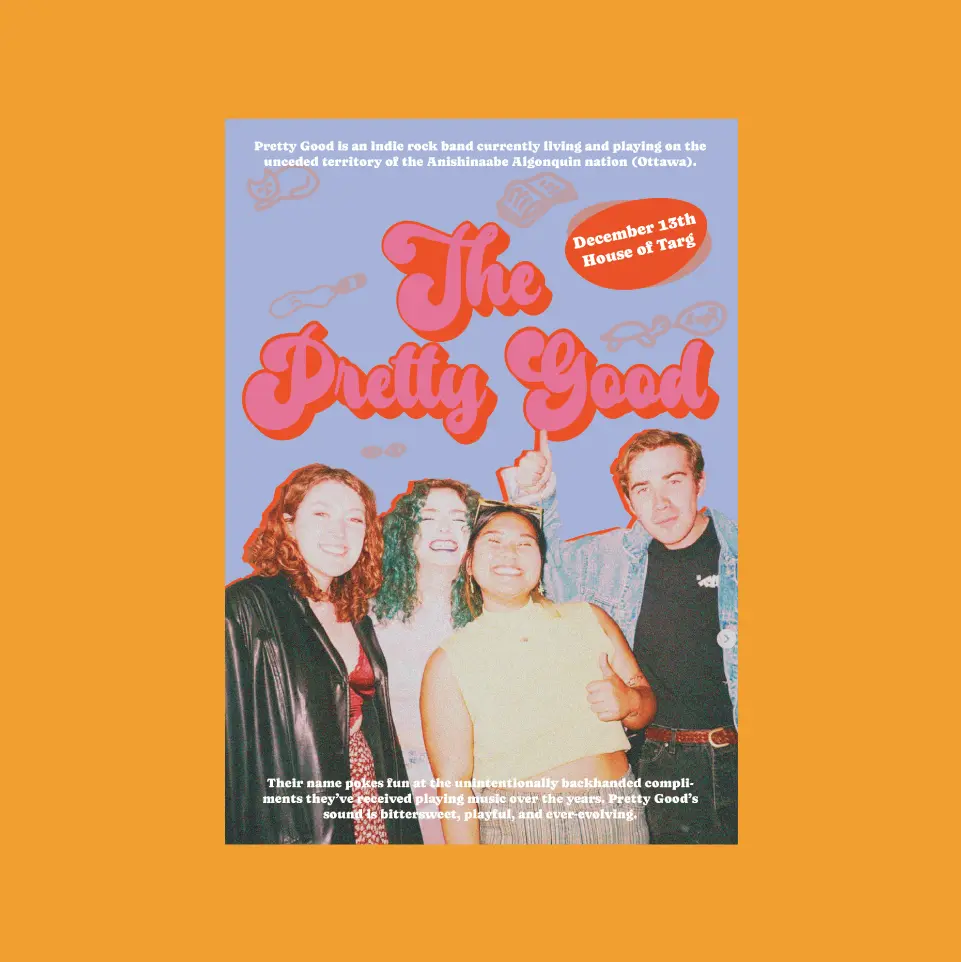 Pretty Good is an indie rock band currently living and playing on the
unceded territory of the Anishinaabe Algonquin nation (Ottawa).
December 13th
House of Targ
The
Pretty Good
Their name pokes fun at the unintentionally backhanded compli-
ments they've received playing music over the years. Pretty Good's
sound is bittersweet, playful, and ever-evolving.